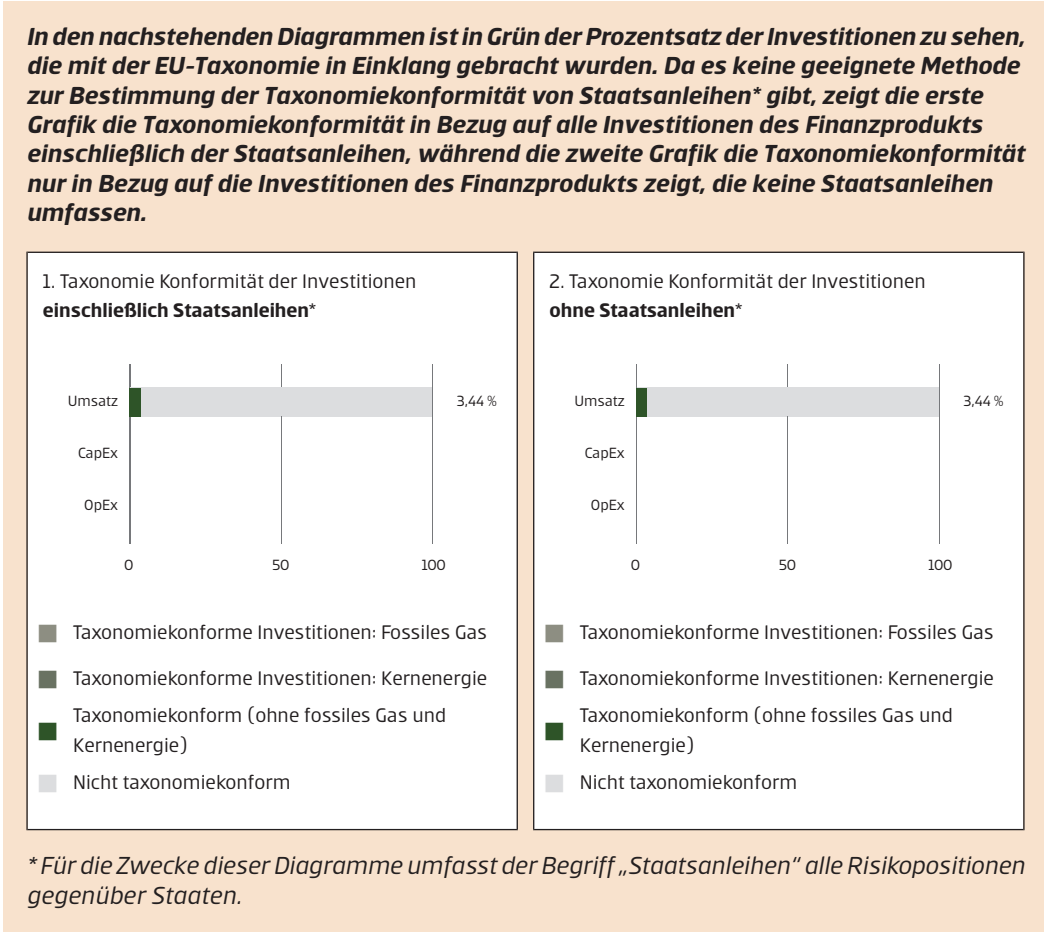 In den nachstehenden Diagrammen ist in Grün der Prozentsatz der Investitionen zu sehen,
die mit der EU-Taxonomie in Einklang gebracht wurden. Da es keine geeignete Methode
zur Bestimmung der Taxonomiekonformität von Staatsanleihen* gibt, zeigt die erste
Grafik die Taxonomiekonformität in Bezug auf alle Investitionen des Finanzprodukts
einschließlich der Staatsanleihen, während die zweite Grafik die Taxonomiekonformität
nur in Bezug auf die Investitionen des Finanzprodukts zeigt, die keine Staatsanleihen
umfassen.
1. Taxonomie Konformität der Investitionen
einschließlich Staatsanleihen*
Umsatz
3,44 %
CapEx
OpEx
0
50
100
Taxonomiekonforme Investitionen: Fossiles Gas
Taxonomiekonforme Investitionen: Kernenergie
Taxonomiekonform (ohne fossiles Gas und
Kernenergie)
Nicht taxonomiekonform
2. Taxonomie Konformität der Investitionen
ohne Staatsanleihen*
Umsatz
3,44 %
CapEx
OpEx
0
50
100
Taxonomiekonforme Investitionen: Fossiles Gas
Taxonomiekonforme Investitionen: Kernenergie
Taxonomiekonform (ohne fossiles Gas und
Kernenergie)
Nicht taxonomiekonform
* Für die Zwecke dieser Diagramme umfasst der Begriff „Staatsanleihen“ alle Risikopositionen
gegenüber Staaten.